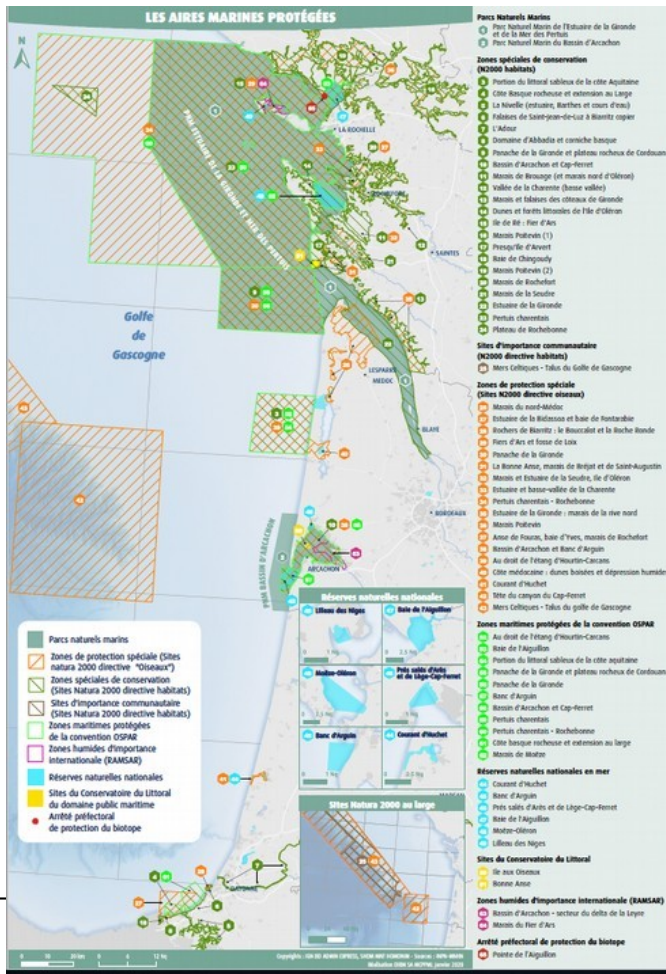 LES AIRES MARINES PROTÉGÉES
N
PNM ESTUAIRE DE LA GIRONDE ET MER DES PERTUIS
LA ROCHELLE
SAINTES
Golfe
de
Gascogne
LESPARRE
MEDOC
BLAYE
BORDEAUX
PNM BASSIN D'ARCACHON
ARCACHON
BAYONNE
Parcs naturels marins
Zones de protection spéciale (Sites
natura 2000 directive "Oiseaux")
Zones spéciales de conservation
(Sites Natura 2000 directive habitats)
Sites d'importance communautaire
(Sites Natura 2000 directive habitats)
Zones maritimes protégées
de la convention OSPAR
Zones humides d'importance
internationale (RAMSAR)
Réserves naturelles nationales
Sites du Conservatoire du Littoral
du domaine public maritime
Arrêté préfectoral
de protection du biotope
Réserves naturelles nationales
Lilleau des Niges
Baie de l'Aiguillon
Moëze-Oléron
Prés salés d'Arès
et de Lège-Cap-Ferret
Banc d'Arguin
Courant d'Huchet
Sites Natura 2000 au large
Parcs Naturels Marins
Parc Naturel Marin de l'Estuaire de la Gironde
et de la Mer des Pertuis
Parc Naturel Marin du Bassin d'Arcachon
Zones spéciales de conservation
(N2000 habitats)
Portion du littoral sableux de la côte Aquitaine
Côte Basque rocheuse et extension au Large
La Nivelle (estuaire, Barthes et cours d'eau)
Falaises de Saint-Jean-de-Luz à Biarritz copier
L'Adour
Domaine d'Abbadia et corniche basque
Panache de la Gironde et plateau rocheux de Cordouan
Bassin d'Arcachon et Cap-Ferret
Marais de Brouage (et marais nord d'Oléron)
Vallée de la Charente (basse vallée)
Marais et falaises des côteaux de Gironde
Dunes et forêts littorales de l'île d'Oléron
Ile de Ré : Fier d'Ars
Marais Poitevin (1)
Presqu'île d'Arvert
Baie de Chingoudy
Marais Poitevin (2)
Marais de Rochefort
Marais de la Seudre
Estuaire de la Gironde
Pertuis charentais
Plateau de Rochebonne
Sites d'importance communautaire
(N2000 directive habitats)
Mers Celtiques - Talus du Golfe de Gascogne
Zones de protection spéciale
(Sites N2000 directive oiseaux)
Marais du nord-Médoc
Estuaire de la Bidassoa et baie de Fontarabie
Rochers de Biarritz : le Bouccalot et la Roche Ronde
Fiers d'Ars et fosse de Loix
Panache de la Gironde
La Bonne Anse, marais de Bréjat et de Saint-Augustin
Marais et Estuaire de la Seudre, Ile d'Oléron
Estuaire et basse-vallée de la Charente
Pertuis charentais - Rochebonne
Estuaire de la Gironde : marais de la rive nord
Marais Poitevin
Anse de Fouras, baie d'Yves, marais de Rochefort
Bassin d'Arcachon et Banc d'Arguin
Au droit de l'étang d'Hourtin-Carcans
Côte médocaine : dunes boisées et dépression humides
Courant d'Huchet
Tête du canyon du Cap-Ferret
Mers Celtiques - Talus du golfe de Gascogne
Zones maritimes protégées de la convention OSPAR
Au droit de l'étang d'Hourtin-Carcans
Baie de l'Aiguillon
Portion du littoral sableux de la côte aquitaine
Panache de la Gironde et plateau rocheux de Cordouan
Panache de la Gironde
Banc d'Arguin
Bassin d'Arcachon et Cap-Ferret
Pertuis charentais
Pertuis charentais - Rochebonne
Côte basque rocheuse et extension au large
Marais de Moëze
Réserves naturelles nationales en mer
Courant d'Huchet
Banc d'Arguin
Prés salés d'Arès et de Lège-Cap-Ferret
Baie de l'Aiguillon
Moëze-Oléron
Lilleau des Niges
Sites du Conservatoire du Littoral
Ile aux Oiseaux
Bonne Anse
Zones humides d'importance internationale (RAMSAR)
Bassin d'Arcachon - secteur du delta de la Leyre
Marais du Fier d'Ars
Arrêté préfectoral de protection du biotope
Pointe de l'Aiguillon